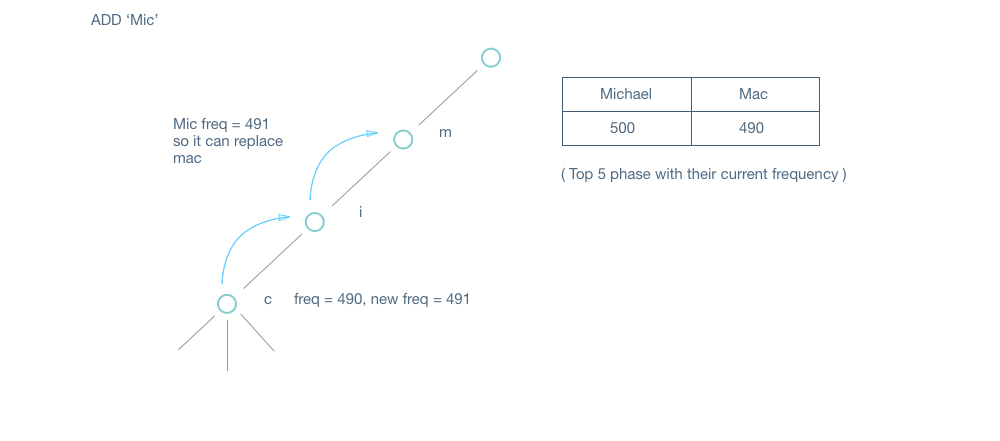 ADD ‘Mic’
Mic freq = 491
so it can replace
mac
m
i
c freq = 490, new freq = 491
Michael Mac
500 490
( Top 5 phase with their current frequency )